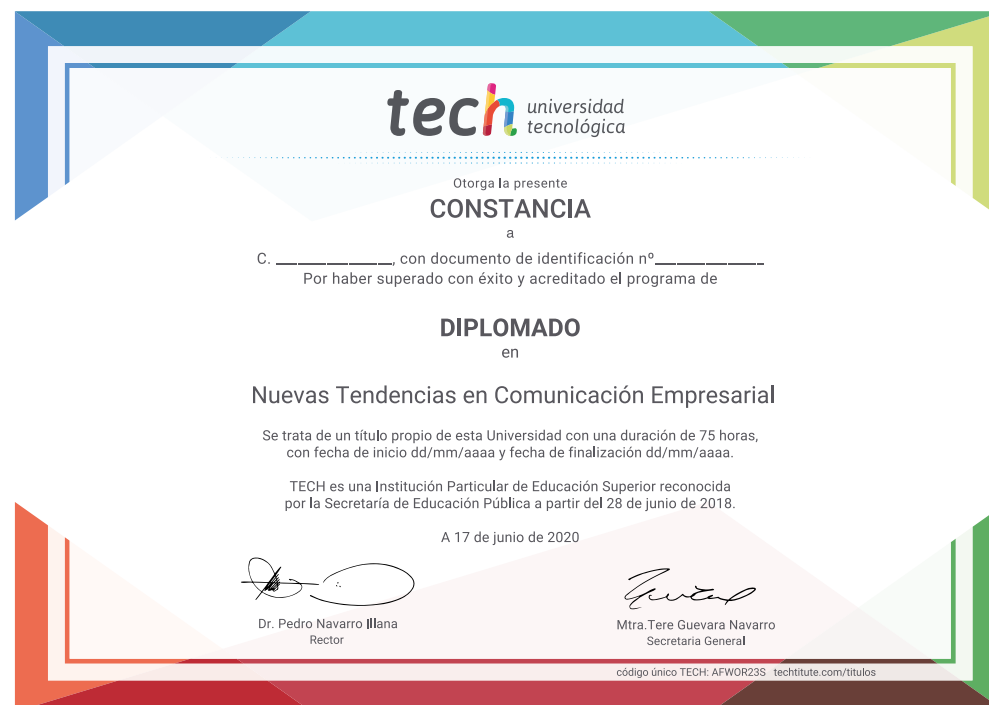 tech universidad
tecnológica
Otorga la presente
CONSTANCIA
a
C. ______________, con documento de identificación nº_____________
Por haber superado con éxito y acreditado el programa de
DIPLOMADO
en
Nuevas Tendencias en Comunicación Empresarial
Se trata de un título propio de esta Universidad con una duración de 75 horas,
con fecha de inicio dd/mm/aaaa y fecha de finalización dd/mm/aaaa.
TECH es una Institución Particular de Educación Superior reconocida
por la Secretaría de Educación Pública a partir del 28 de junio de 2018.
A 17 de junio de 2020
Dr. Pedro Navarro Illana
Rector
Mtra.Tere Guevara Navarro
Secretaria General
código único TECH: AFWOR23S techtitute.com/titulos